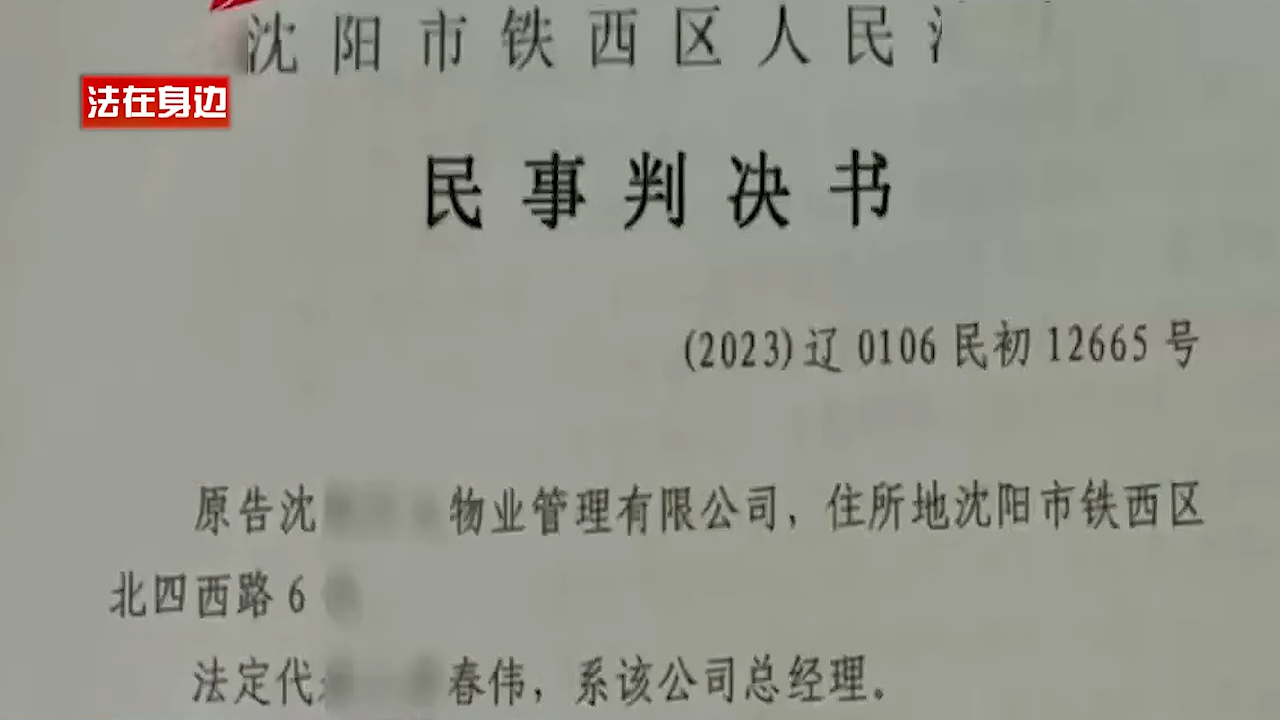 沈阳市铁西区人民
法在身边
民事判决书
(2023)辽0106民初12665号
原告沈 物业管理有限公司，住所地沈阳市铁西区
北四西路6
法定代 春伟，系该公司总经理。